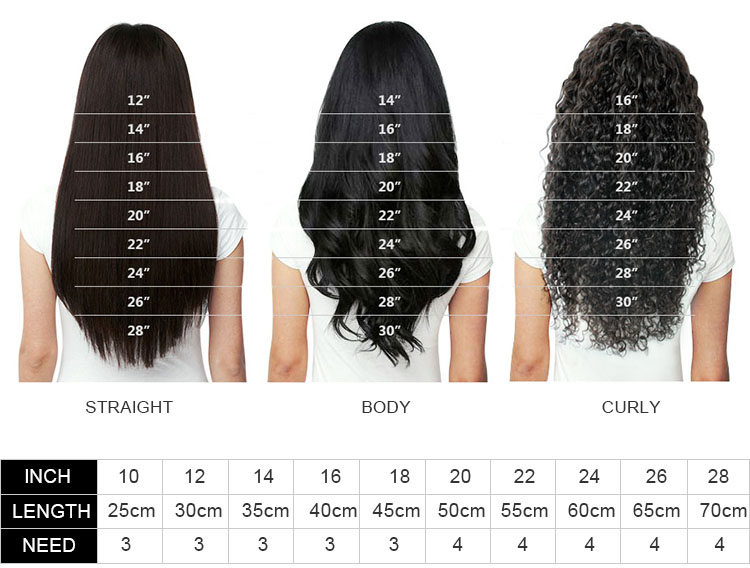 12” 14” 16”
14” 16” 18”
16” 18” 20”
18” 20” 22”
20” 22” 24”
22” 24” 26”
24” 26” 28”
26” 28” 30”
28” 30”
STRAIGHT BODY CURLY
INCH 10 12 14 16 18 20 22 24 26 28
LENGTH 25cm 30cm 35cm 40cm 45cm 50cm 55cm 60cm 65cm 70cm
NEED 3 3 3 3 3 4 4 4 4 4